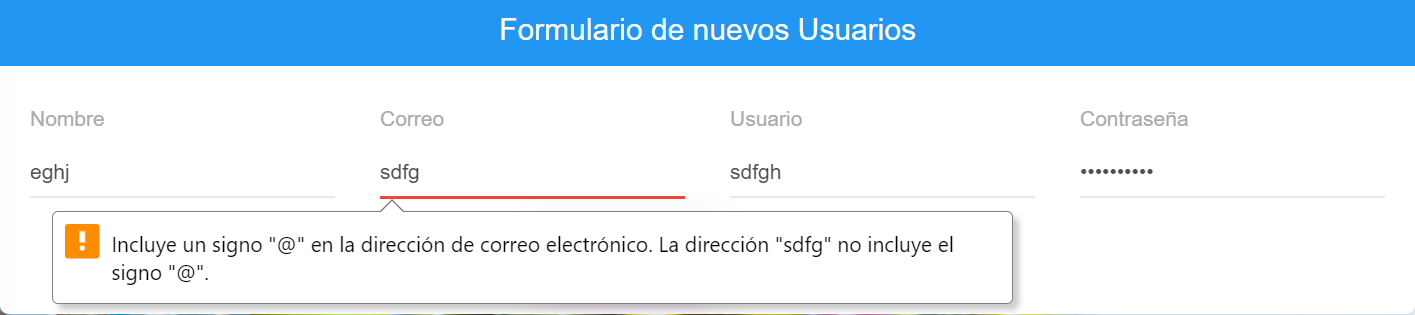 Formulario de nuevos Usuarios
Nombre Correo Usuario Contraseña
eghj sdfg sdfgh ••••••••••
Incluye un signo "@" en la dirección de correo electrónico. La dirección "sdfg" no incluye el
signo "@".